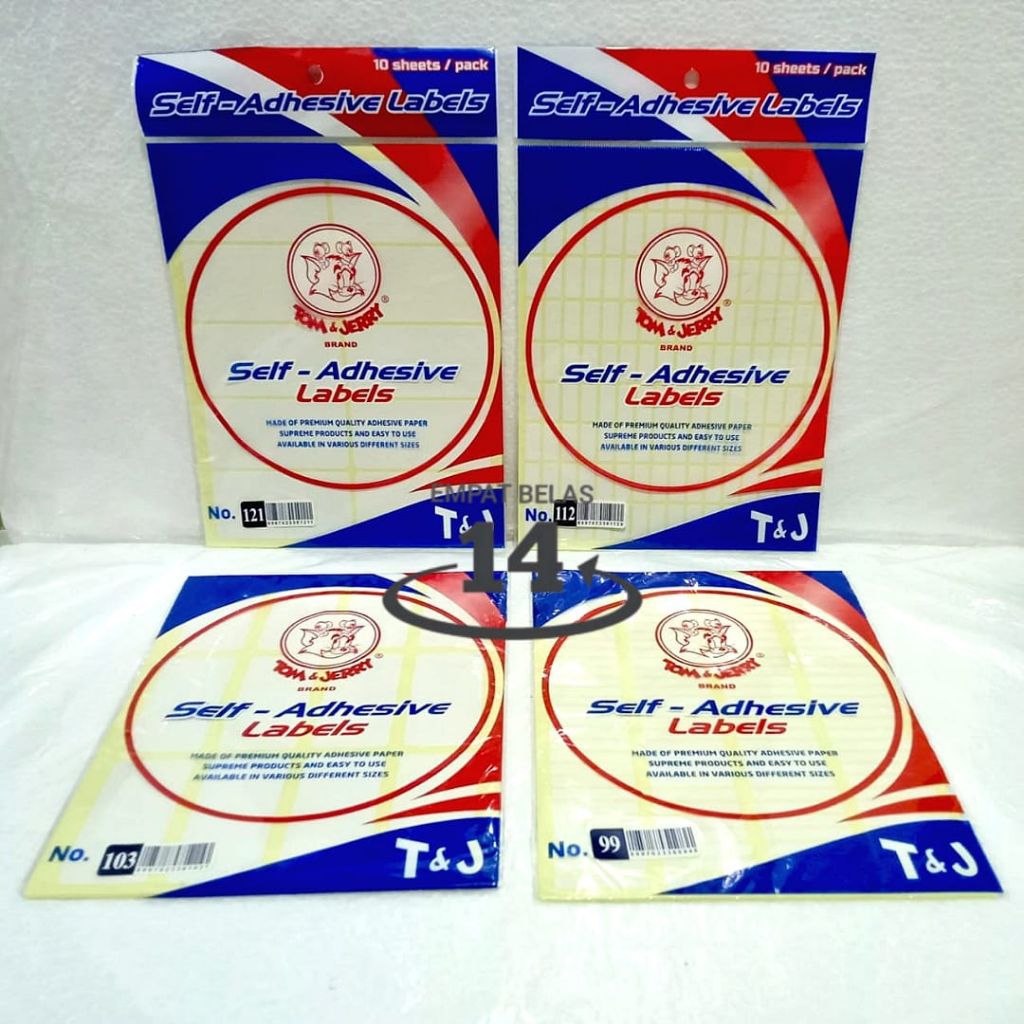 10 sheets / pack
Self - Adhesive Labels
TOM & JERRY ®
BRAND
Self - Adhesive
Labels
MADE OF PREMIUM QUALITY ADHESIVE PAPER
SUPREME PRODUCTS AND EASY TO USE
AVAILABLE IN VARIOUS DIFFERENT SIZES
No. 121
T&J
10 sheets / pack
Self - Adhesive Labels
TOM & JERRY ®
BRAND
Self - Adhesive
Labels
MADE OF PREMIUM QUALITY ADHESIVE PAPER
SUPREME PRODUCTS AND EASY TO USE
AVAILABLE IN VARIOUS DIFFERENT SIZES
No. 112
T&J
EMPAT BELAS
14
TOM & JERRY ®
BRAND
Self - Adhesive
Labels
MADE OF PREMIUM QUALITY ADHESIVE PAPER
SUPREME PRODUCTS AND EASY TO USE
AVAILABLE IN VARIOUS DIFFERENT SIZES
No. 103
T&J
TOM & JERRY ®
BRAND
Self - Adhesive
Labels
MADE OF PREMIUM QUALITY ADHESIVE PAPER
SUPREME PRODUCTS AND EASY TO USE
AVAILABLE IN VARIOUS DIFFERENT SIZES
No. 99
T&J